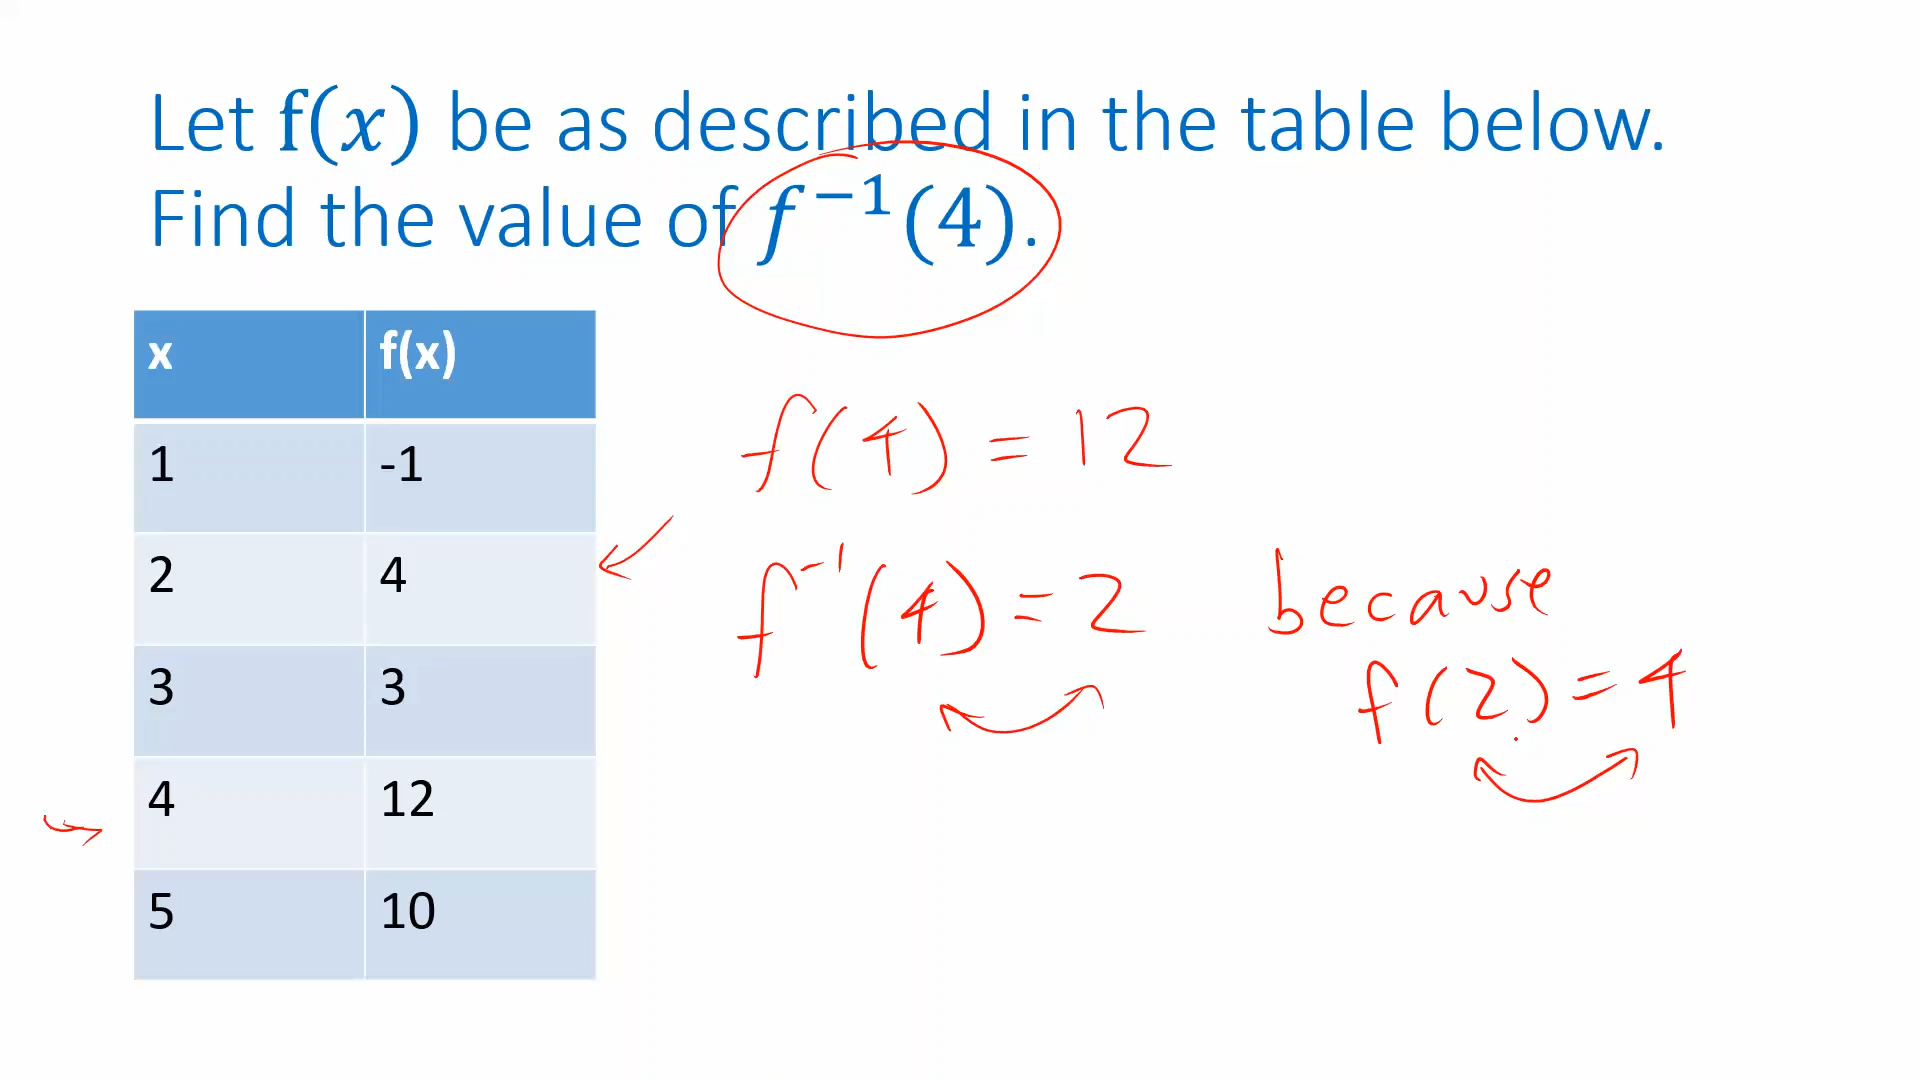 Let f(x) be as described in the table below.
Find the value of f⁻¹(4).
x f(x)
1 -1
2 4
3 3
4 12
5 10
f(4) = 12
f⁻¹(4) = 2 because
f(2) = 4